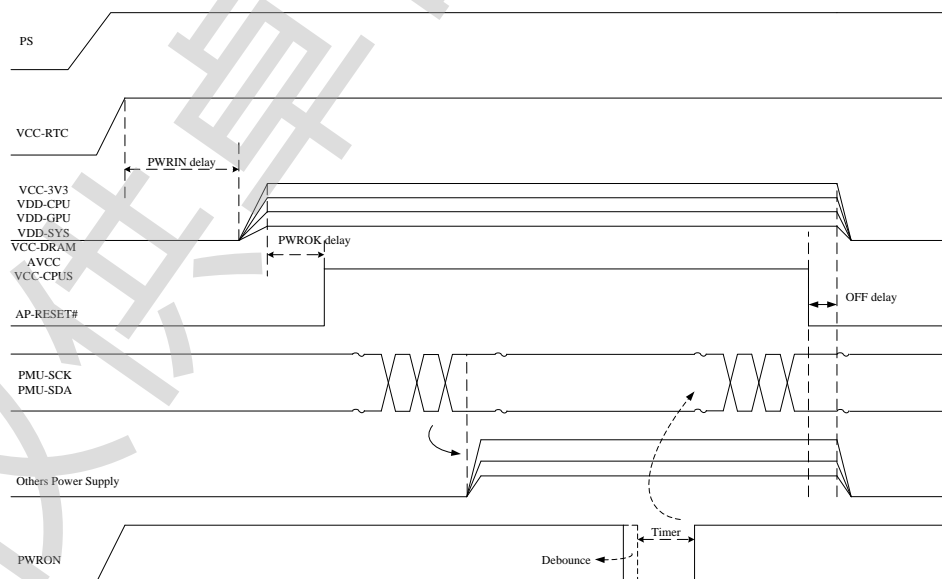 PS
VCC-RTC
PWRIN delay
VCC-3V3
VDD-CPU
VDD-GPU
VDD-SYS
VCC-DRAM
AVCC
VCC-CPUS
PWROK delay
OFF delay
AP-RESET#
PMU-SCK
PMU-SDA
Others Power Supply
Timer
PWRON
Debounce